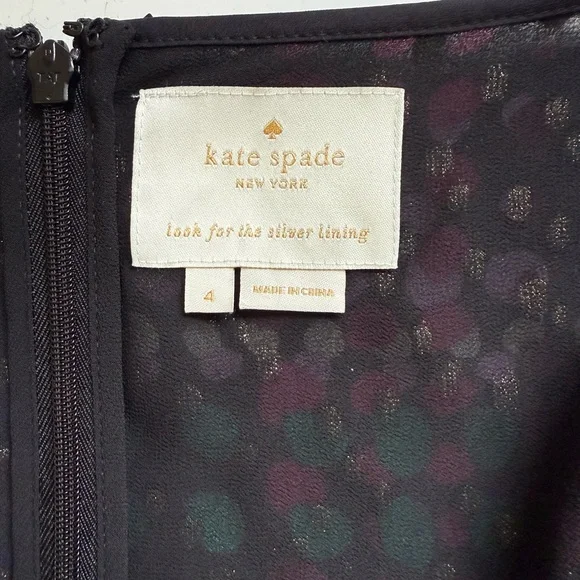 kate spade
NEW YORK
look for the silver lining
4
MADE IN CHINA